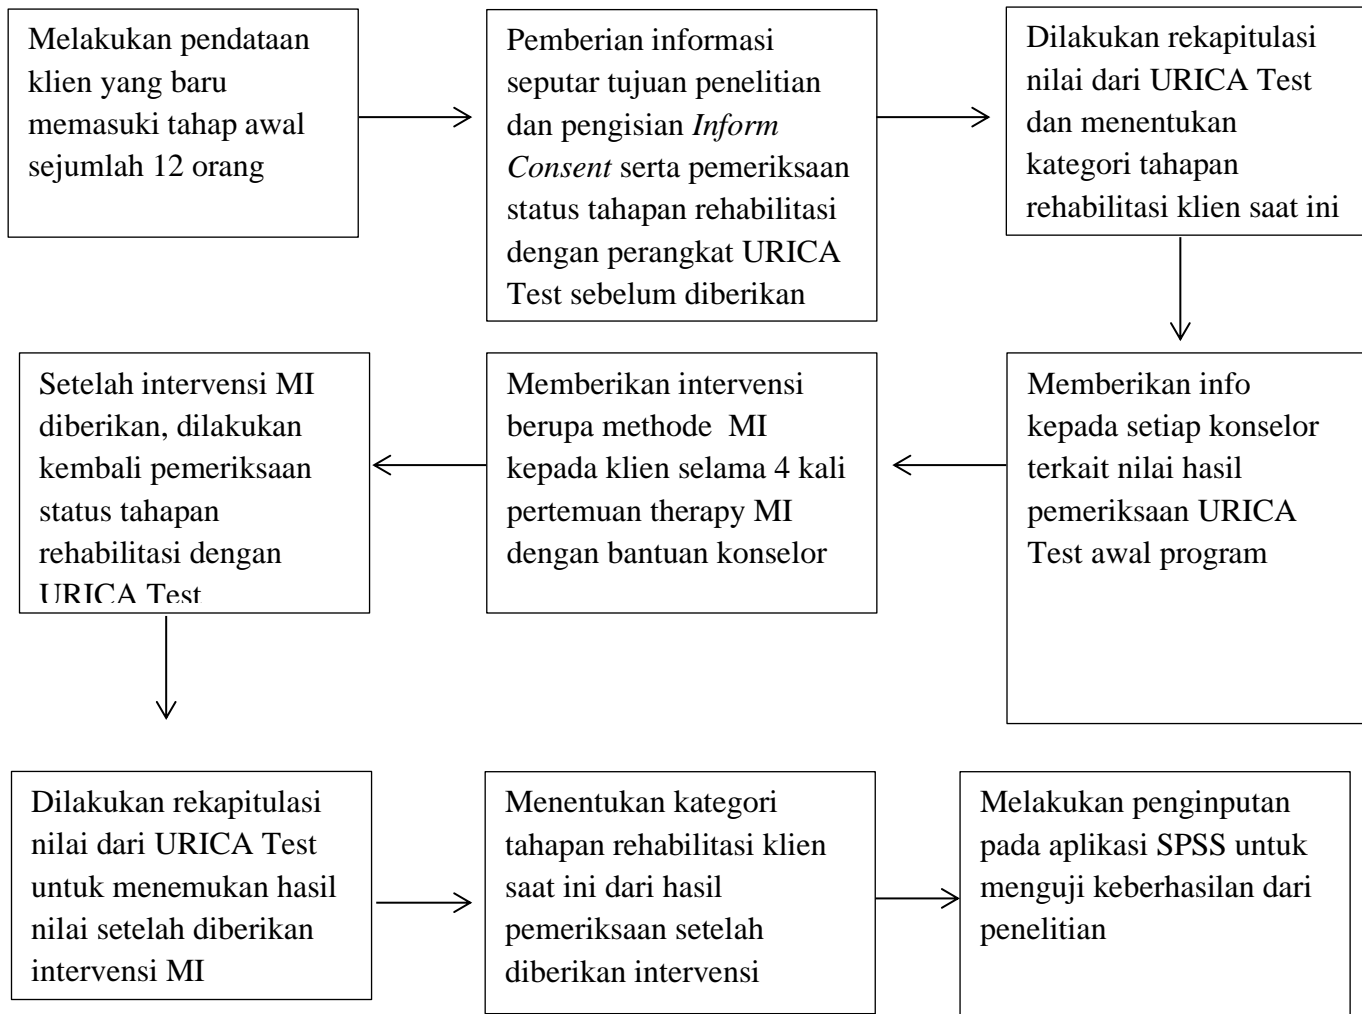 Melakukan pendataan
klien yang baru
memasuki tahap awal
sejumlah 12 orang
Pemberian informasi
seputar tujuan penelitian
dan pengisian Inform
Consent serta pemeriksaan
status tahapan rehabilitasi
dengan perangkat URICA
Test sebelum diberikan
Dilakukan rekapitulasi
nilai dari URICA Test
dan menentukan
kategori tahapan
rehabilitasi klien saat ini
Memberikan info
kepada setiap konselor
terkait nilai hasil
pemeriksaan URICA
Test awal program
Memberikan intervensi
berupa methode MI
kepada klien selama 4 kali
pertemuan therapy MI
dengan bantuan konselor
Setelah intervensi MI
diberikan, dilakukan
kembali pemeriksaan
status tahapan
rehabilitasi dengan
URICA Test
Dilakukan rekapitulasi
nilai dari URICA Test
untuk menemukan hasil
nilai setelah diberikan
intervensi MI
Menentukan kategori
tahapan rehabilitasi klien
saat ini dari hasil
pemeriksaan setelah
diberikan intervensi
Melakukan penginputan
pada aplikasi SPSS untuk
menguji keberhasilan dari
penelitian